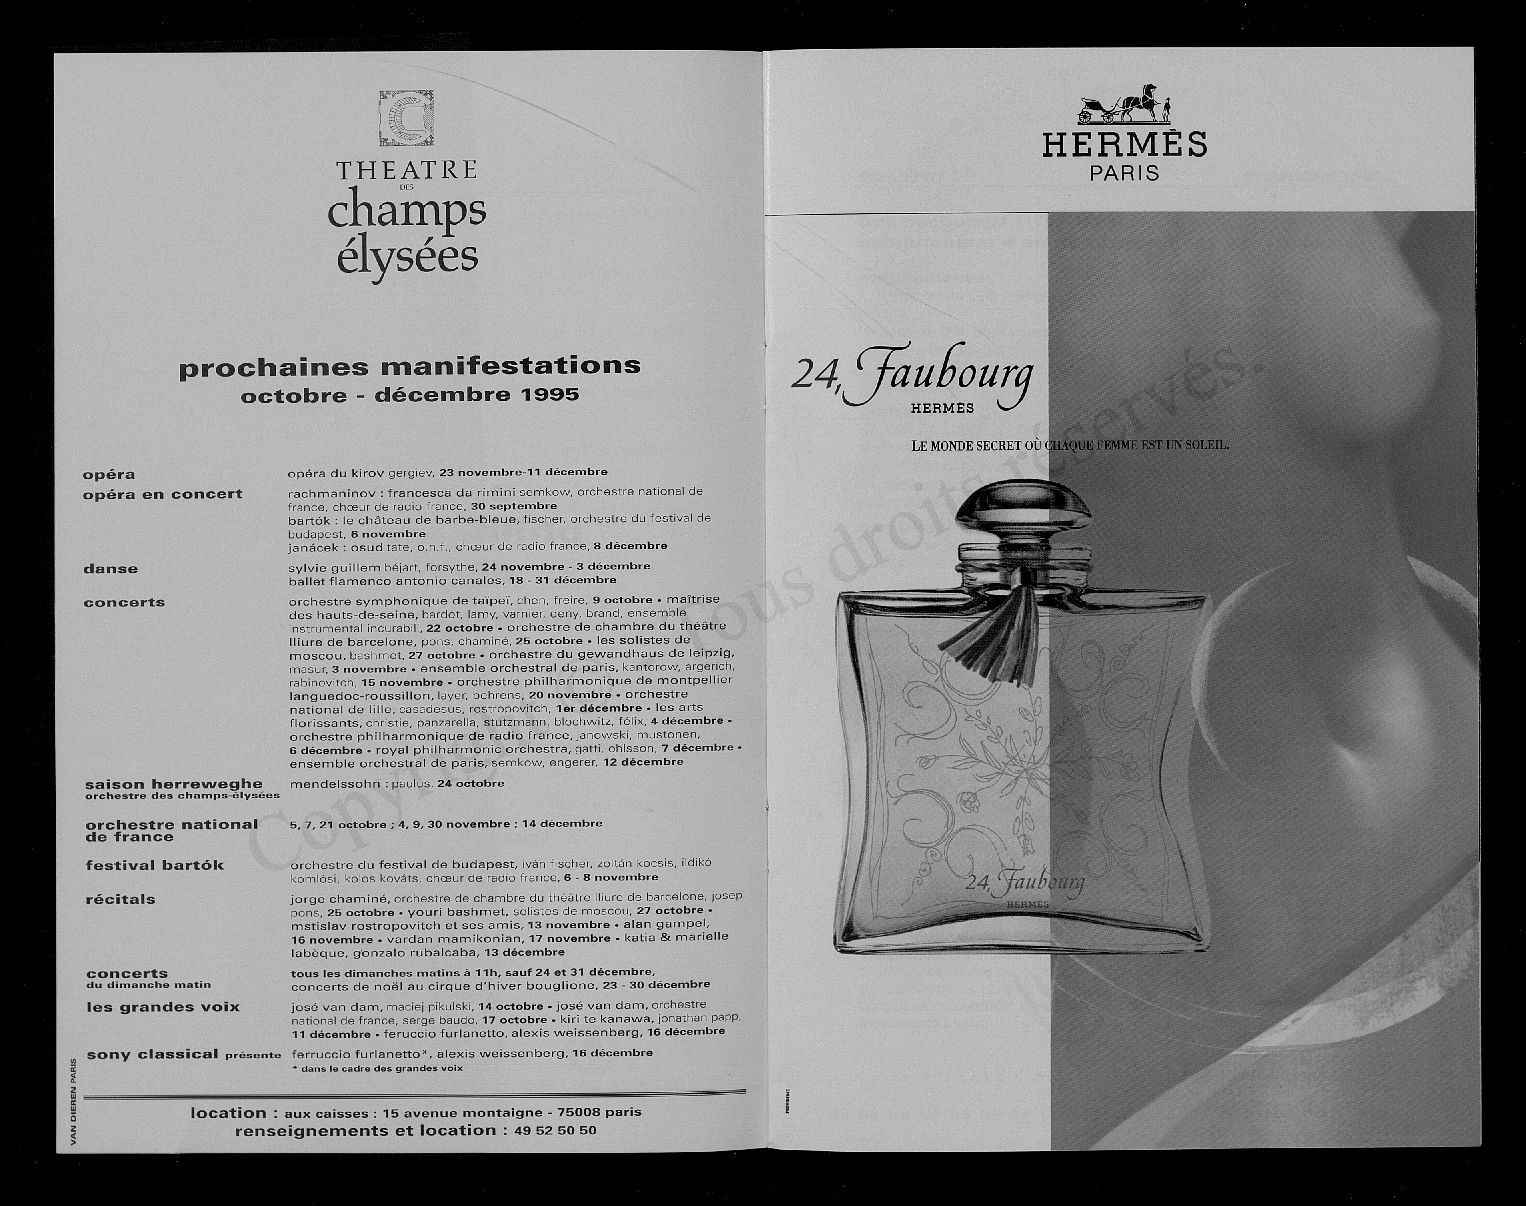 THEATRE
DES
champs
élysées
prochaines manifestations
octobre - décembre 1995
opéra
opéra du kirov gergiev, 23 novembre-11 décembre
opéra en concert
rachmaninov : francesca da rimini semkow, orchestre national de
france, chœur de radio france, 30 septembre
bartók : le château de barbe-bleue, fischer, orchestre du festival de
budapest, 6 novembre
janácek : osud tate, o.n.f., chœur de radio france, 8 décembre
danse
sylvie guillem béjart, forsythe, 24 novembre - 3 décembre
ballet flamenco antonio canales, 18 - 31 décembre
concerts
orchestre symphonique de taïpeï, chen, freire, 9 octobre • maîtrise
des hauts-de-seine, bardot, lamy, varnier, ceny, brand, ensemble
instrumental incurabili, 22 octobre • orchestre de chambre du théâtre
lliure de barcelone, pons, chaminé, 25 octobre • les solistes de
moscou, bashmet, 27 octobre • orchestre du gewandhaus de leipzig,
masur, 3 novembre • ensemble orchestral de paris, kantorow, argerich,
rabinovitch, 15 novembre • orchestre philharmonique de montpellier
languedoc-roussillon, layer, behrens, 20 novembre • orchestre
national de lille, casadesus, rostropovitch, 1er décembre • les arts
florissants, christie, panzarella, stutzmann, blochwitz, félix, 4 décembre •
orchestre philharmonique de radio france, janowski, mustonen,
6 décembre • royal philharmonic orchestra, gatti, ohlsson, 7 décembre •
ensemble orchestral de paris, semkow, engerer, 12 décembre
saison herreweghe
orchestre des champs-élysées
mendelssohn : paulus, 24 octobre
orchestre national
de france
5, 7, 21 octobre ; 4, 9, 30 novembre ; 14 décembre
festival bartók
orchestre du festival de budapest, iván fischer, zoltán kocsis, ildikó
komlósi, kolos kováts, chœur de radio france, 6 - 8 novembre
récitals
jorge chaminé, orchestre de chambre du théâtre lliure de barcelone, josep
pons, 25 octobre • youri bashmet, solistes de moscou, 27 octobre •
mstislav rostropovitch et ses amis, 13 novembre • alan gampel,
16 novembre • vardan mamikonian, 17 novembre • katia & marielle
labèque, gonzalo rubalcaba, 13 décembre
concerts
du dimanche matin
tous les dimanches matins à 11h, sauf 24 et 31 décembre,
concerts de noël au cirque d'hiver bouglione, 23 - 30 décembre
les grandes voix
josé van dam, maciej pikulski, 14 octobre • josé van dam, orchestre
national de france, serge baudo, 17 octobre • kiri te kanawa, jonathan papp,
11 décembre • feruccio furlanetto, alexis weissenberg, 16 décembre
sony classical présente
ferruccio furlanetto*, alexis weissenberg, 16 décembre
* dans le cadre des grandes voix
location : aux caisses : 15 avenue montaigne - 75008 paris
renseignements et location : 49 52 50 50
VAN DIEREN PARIS
HERMÈS
PARIS
24, Faubourg
HERMÈS
LE MONDE SECRET OÙ CHAQUE FEMME EST UN SOLEIL.
24, Faubourg
HERMÈS
tous droits réservés.